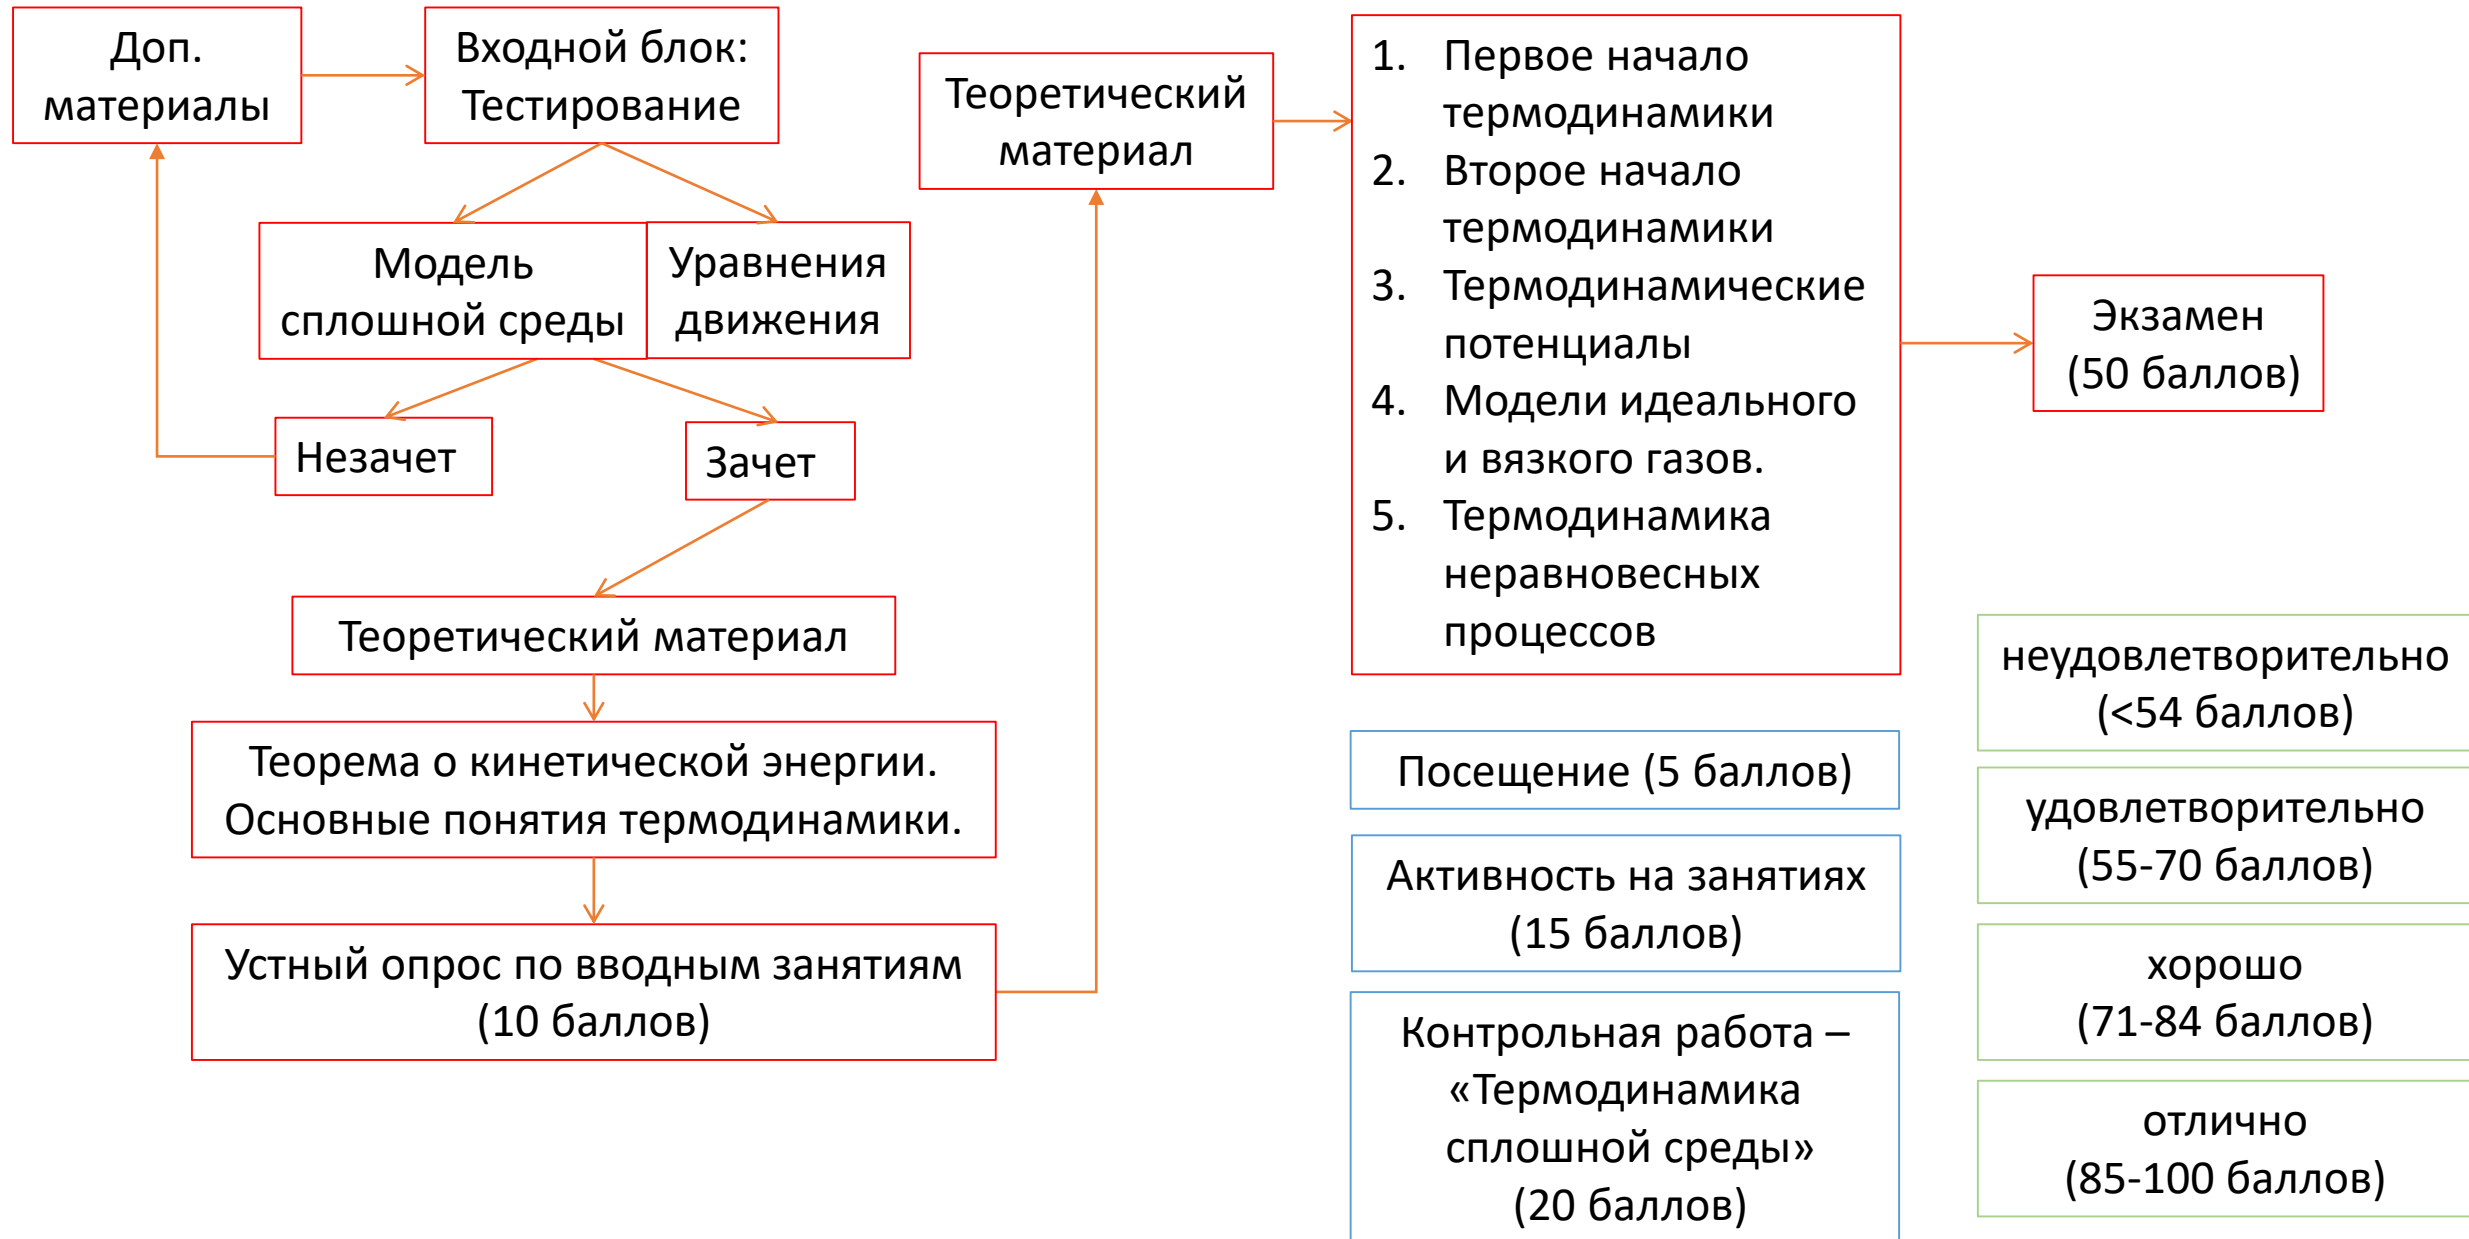 Доп.
материалы
Входной блок:
Тестирование
Модель
сплошной среды
Уравнения
движения
Незачет
Зачет
Теоретический материал
Теорема о кинетической энергии.
Основные понятия термодинамики.
Устный опрос по вводным занятиям
(10 баллов)
Теоретический
материал
1. Первое начало
термодинамики
2. Второе начало
термодинамики
3. Термодинамические
потенциалы
4. Модели идеального
и вязкого газов.
5. Термодинамика
неравновесных
процессов
Экзамен
(50 баллов)
Посещение (5 баллов)
Активность на занятиях
(15 баллов)
Контрольная работа –
«Термодинамика
сплошной среды»
(20 баллов)
неудовлетворительно
(<54 баллов)
удовлетворительно
(55-70 баллов)
хорошо
(71-84 баллов)
отлично
(85-100 баллов)